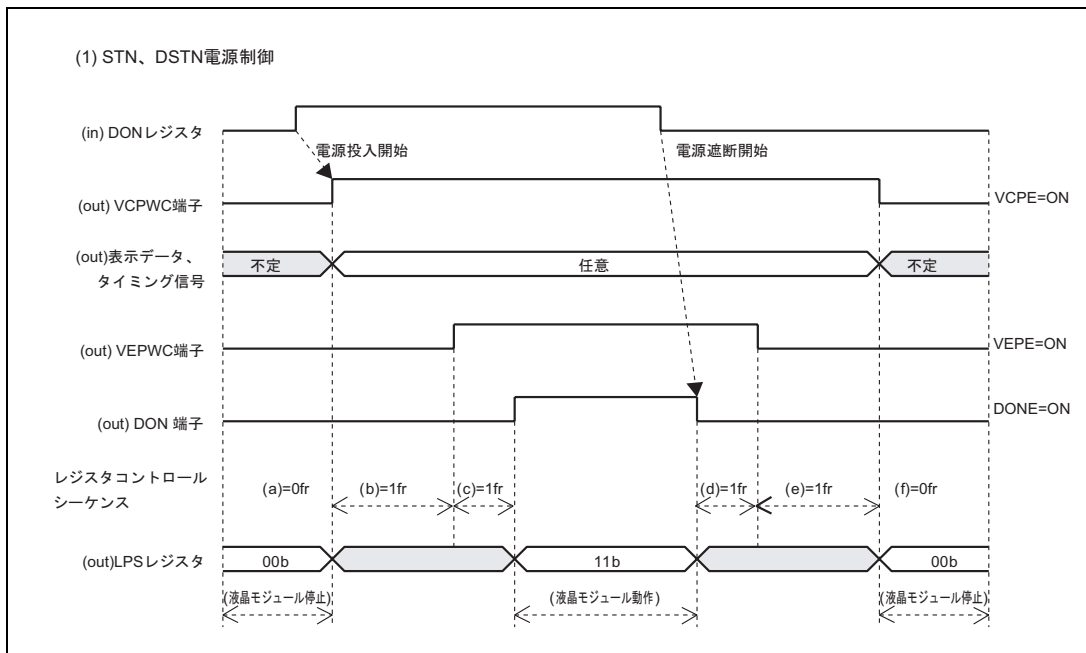 (1) STN、DSTN電源制御
(in) DONレジスタ
電源投入開始
電源遮断開始
(out) VCPWC端子
VCPE=ON
(out)表示データ、
タイミング信号
不定
任意
不定
(out) VEPWC端子
VEPE=ON
(out) DON 端子
DONE=ON
レジスタコントロール
シーケンス
(a)=0fr
(b)=1fr
(c)=1fr
(d)=1fr
(e)=1fr
(f)=0fr
(out)LPSレジスタ
00b
11b
00b
(液晶モジュール停止)
(液晶モジュール動作)
(液晶モジュール停止)